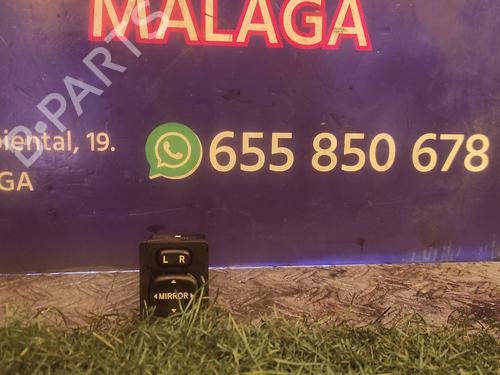 MALAGA
B-PARTS
iental, 19.
GA
655 850 678
L R
MIRROR